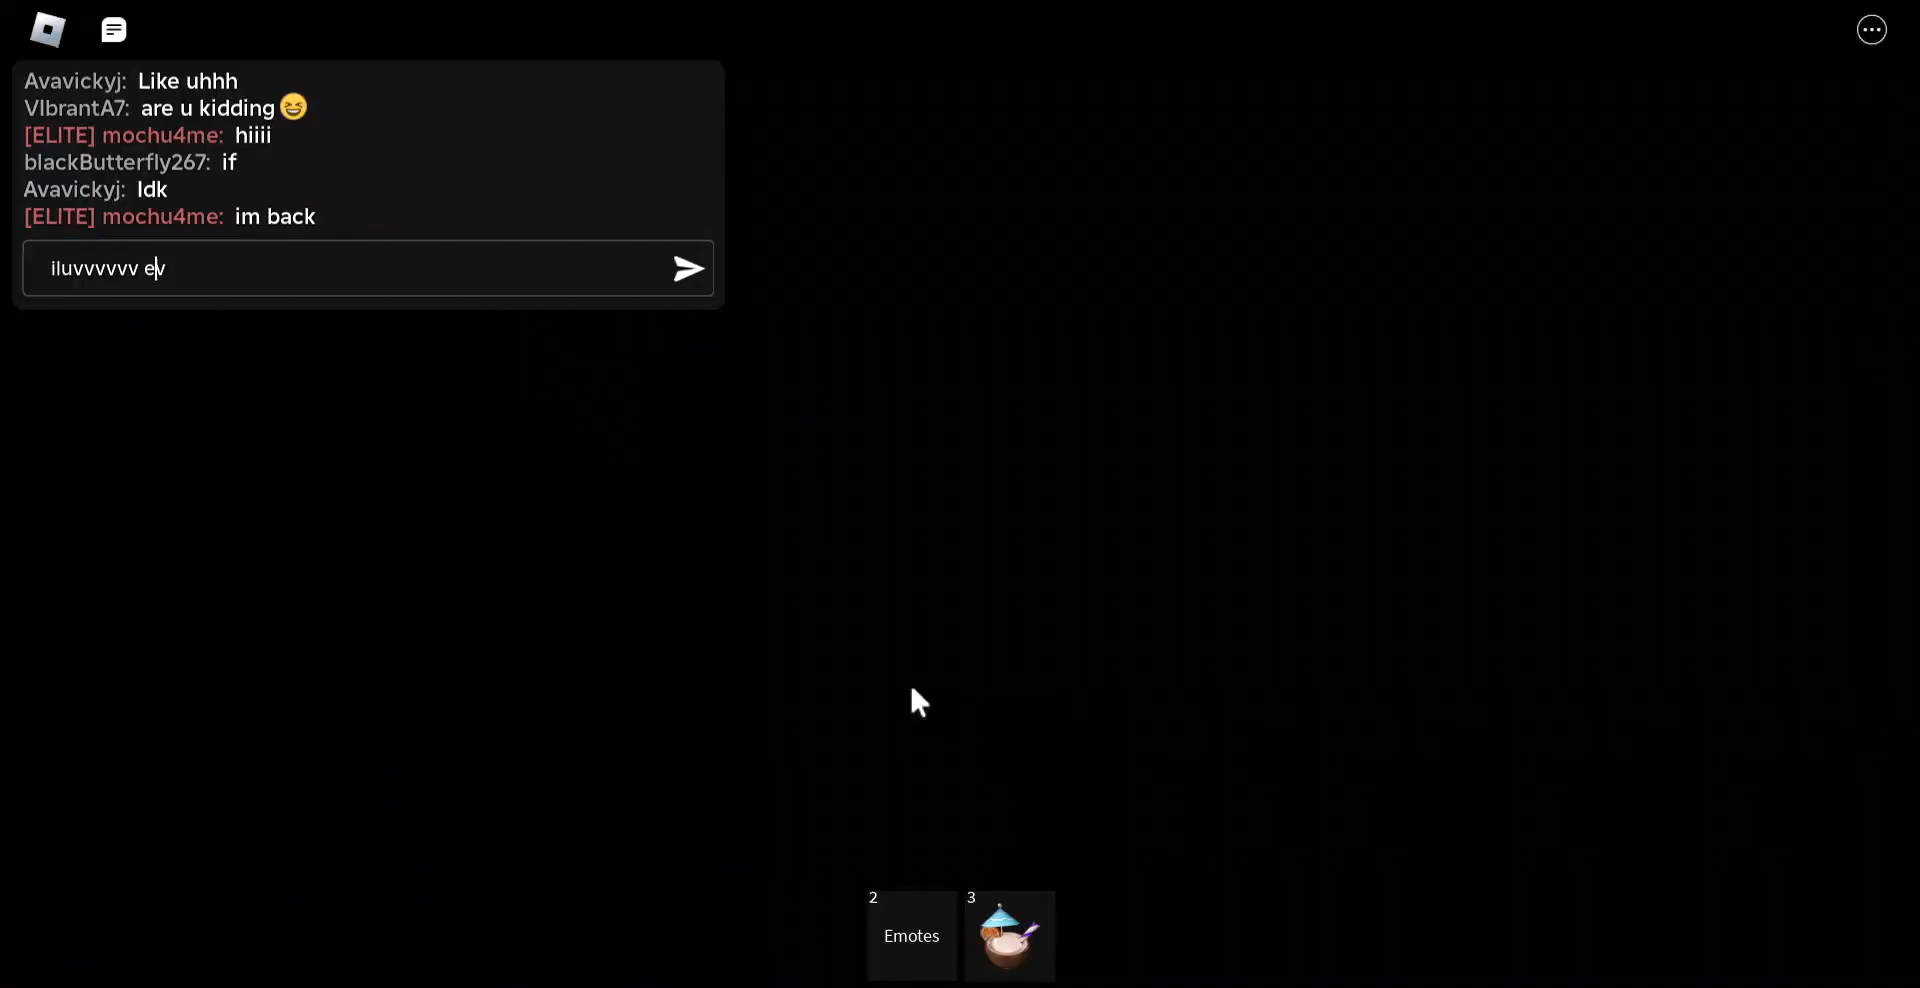 Avavickyj: Like uhhh
VIbrantA7: are u kidding😆
[ELITE] mochu4me: hiiii
blackButterfly267: if
Avavickyj: Idk
[ELITE] mochu4me: im back
iluvvvvvv ev
2
3
Emotes